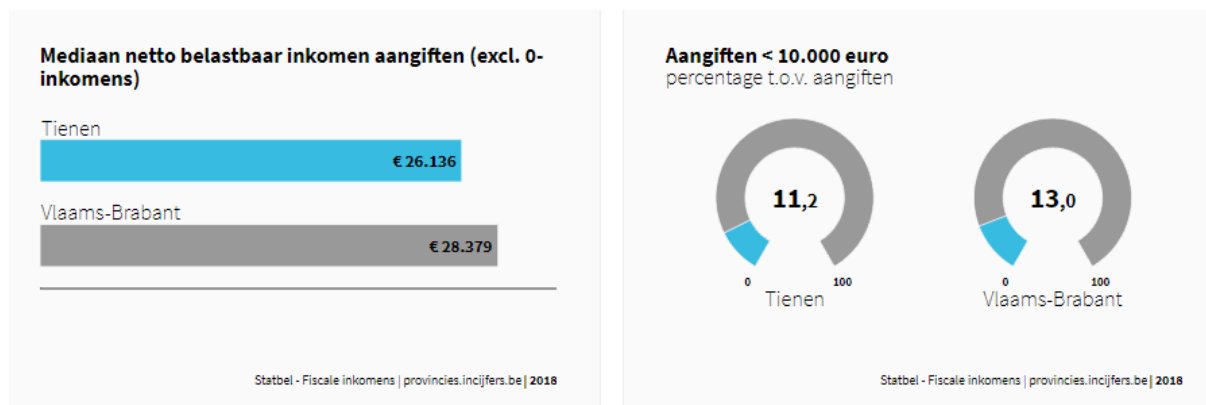 Mediaan netto belastbaar inkomen aangiften (excl. 0-
inkomens)
Tienen
€ 26.136
Vlaams-Brabant
€ 28.379
Statbel - Fiscale inkomens | provincies.incijfers.be | 2018
Aangiften < 10.000 euro
percentage t.o.v. aangiften
11,2
0 100
Tienen
13,0
0 100
Vlaams-Brabant
Statbel - Fiscale inkomens | provincies.incijfers.be | 2018